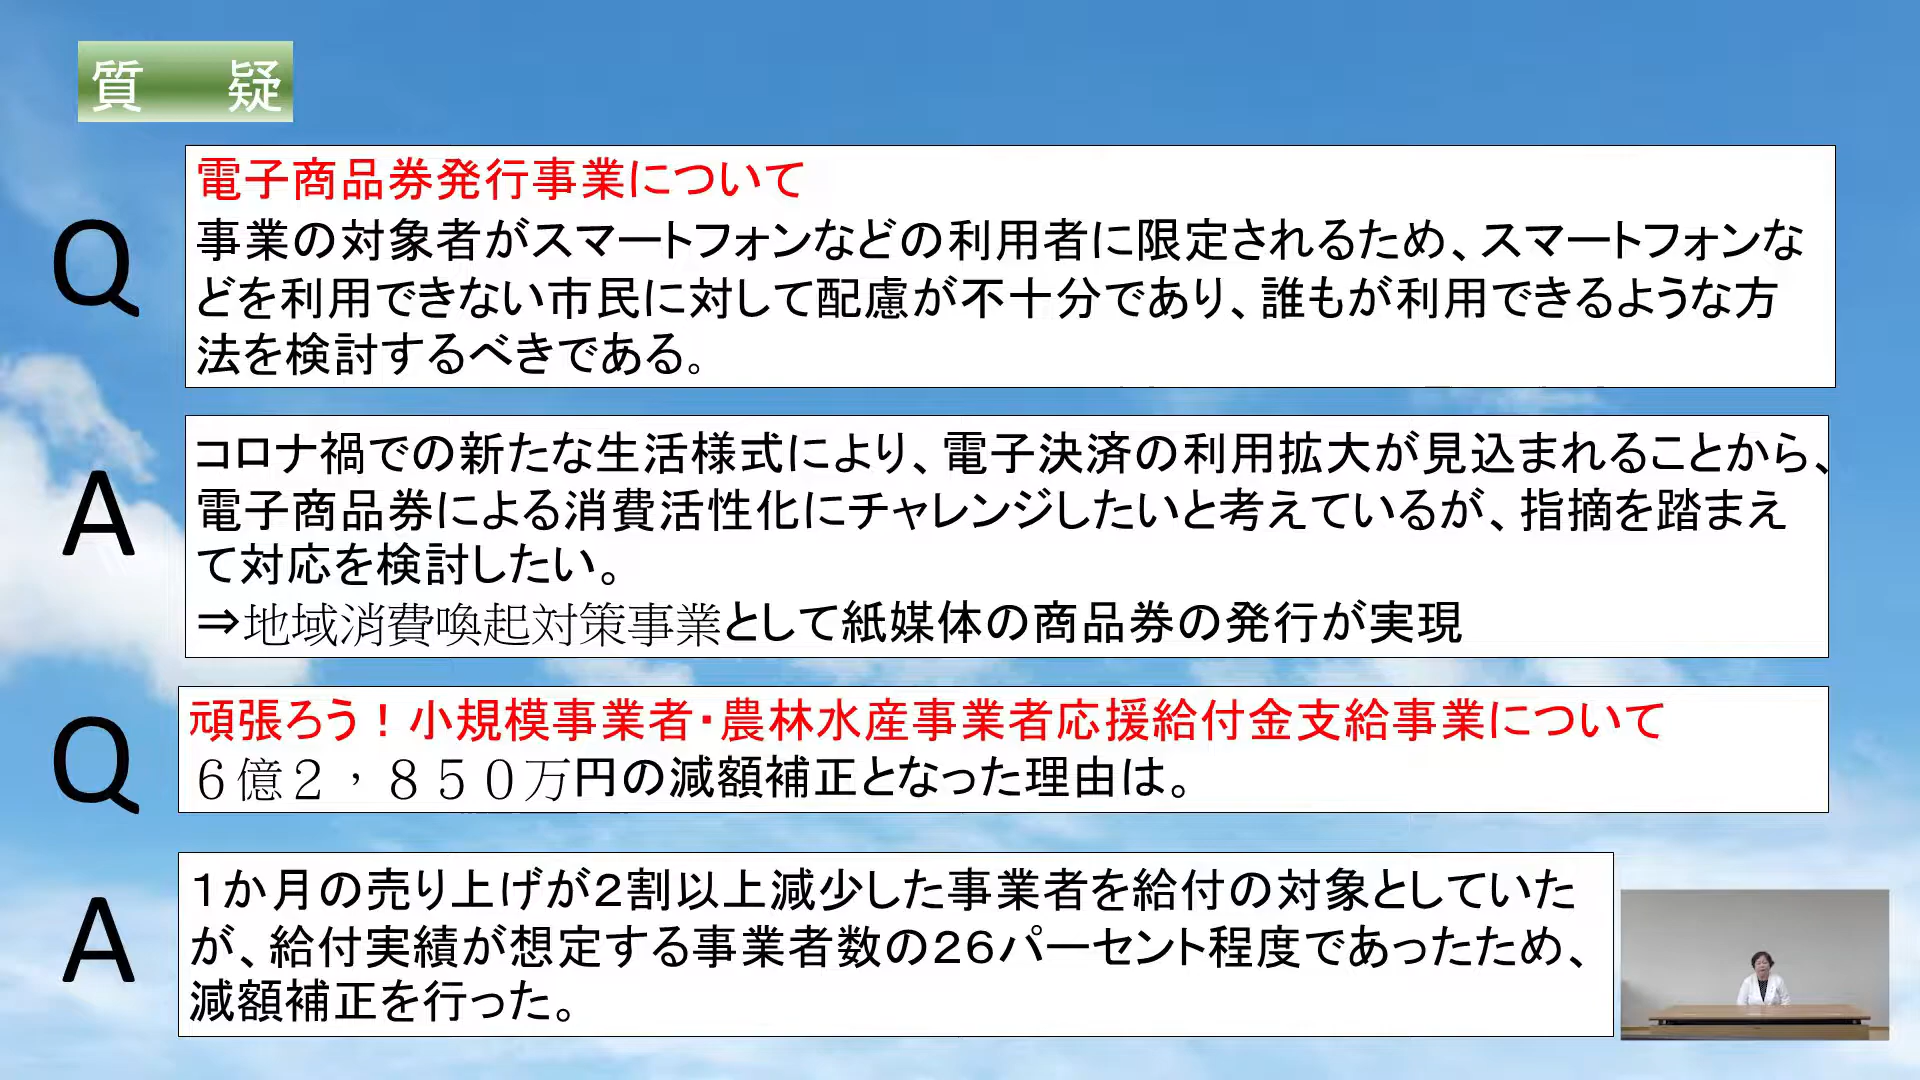 質　疑
Q
電子商品券発行事業について
事業の対象者がスマートフォンなどの利用者に限定されるため、スマートフォンな
どを利用できない市民に対して配慮が不十分であり、誰もが利用できるような方
法を検討するべきである。
A
コロナ禍での新たな生活様式により、電子決済の利用拡大が見込まれることから、
電子商品券による消費活性化にチャレンジしたいと考えているが、指摘を踏まえ
て対応を検討したい。
⇒地域消費喚起対策事業として紙媒体の商品券の発行が実現
Q
頑張ろう！小規模事業者・農林水産事業者応援給付金支給事業について
６億２，８５０万円の減額補正となった理由は。
A
１か月の売り上げが２割以上減少した事業者を給付の対象としていた
が、給付実績が想定する事業者数の２６パーセント程度であったため、
減額補正を行った。